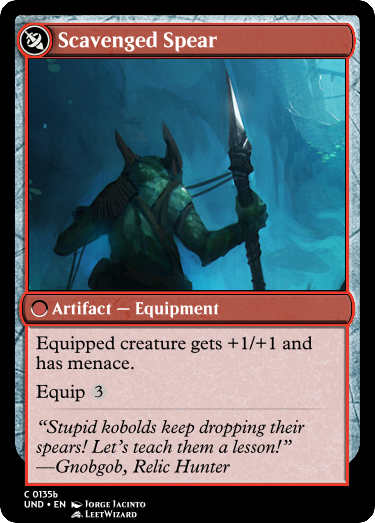 Scavenged Spear
Artifact — Equipment
Equipped creature gets +1/+1 and
has menace.
Equip 3
“Stupid kobolds keep dropping their
spears! Let’s teach them a lesson!”
—Gnobgob, Relic Hunter
C 0135b
UND • EN Jorge Jacinto
LeetWizard